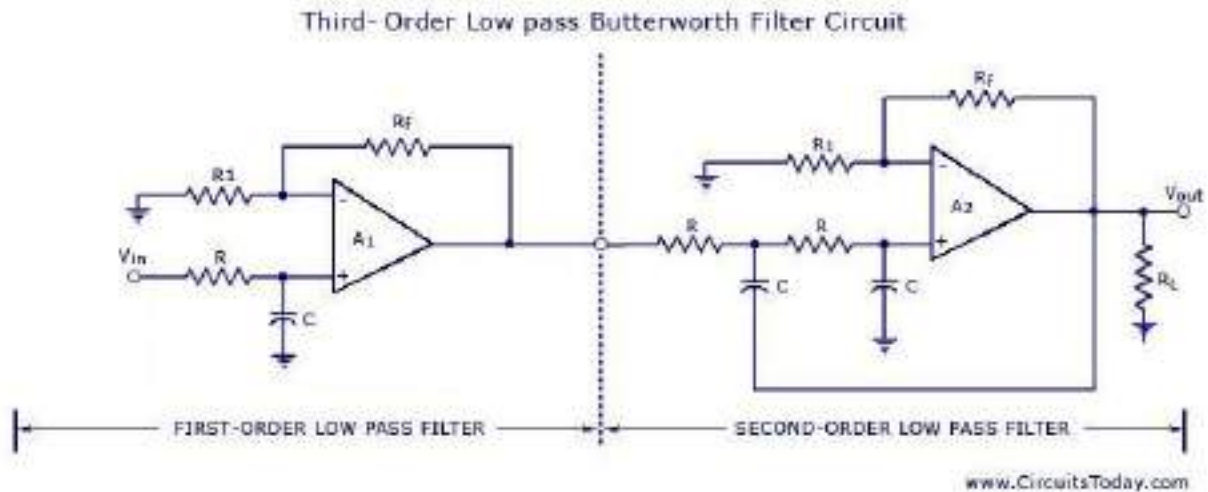 Third-Order Low pass Butterworth Filter Circuit
RF
RF
R1
R1
A2
Vout
A1
R
R
Vin
R
RL
C
C
C
FIRST-ORDER LOW PASS FILTER
SECOND-ORDER LOW PASS FILTER
www.CircuitsToday.com